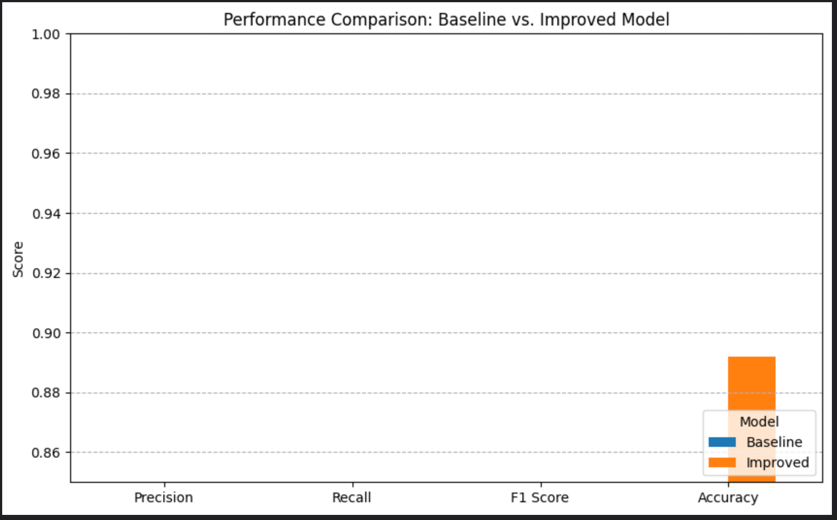 Performance Comparison: Baseline vs. Improved Model
1.00
0.98
0.96
0.94
0.92
0.90
0.88
0.86
Score
Model
Baseline
Improved
Precision Recall F1 Score Accuracy